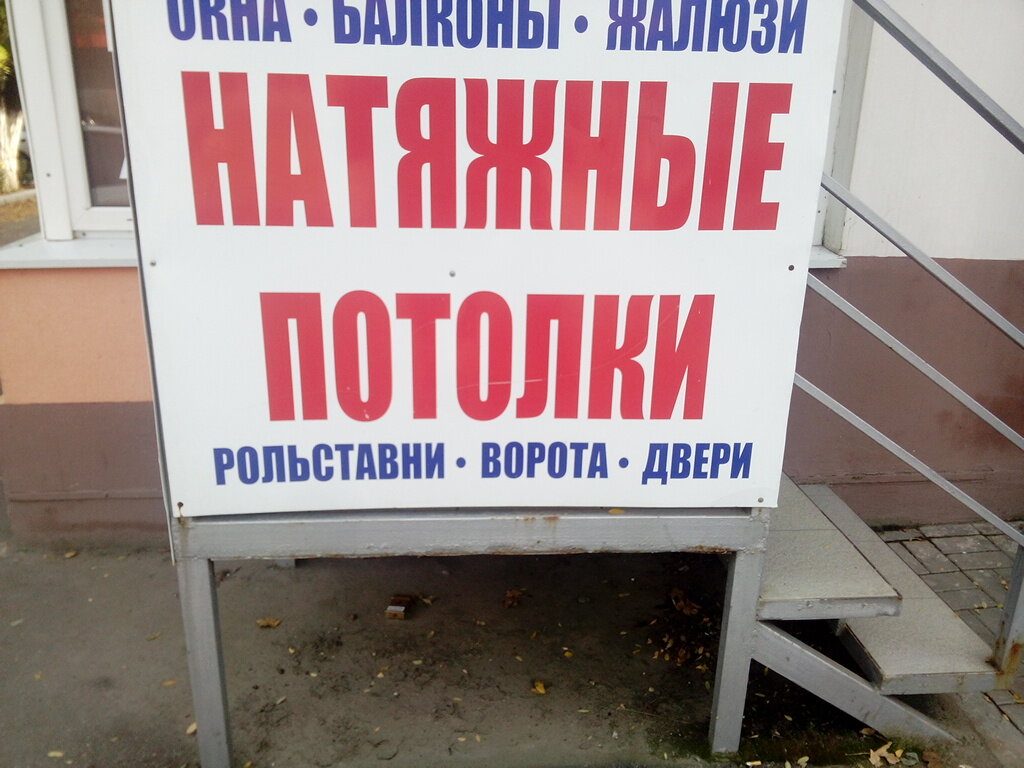 ОКНА • БАЛКОНЫ • ЖАЛЮЗИ
НАТЯЖНЫЕ
ПОТОЛКИ
РОЛЬСТАВНИ • ВОРОТА • ДВЕРИ